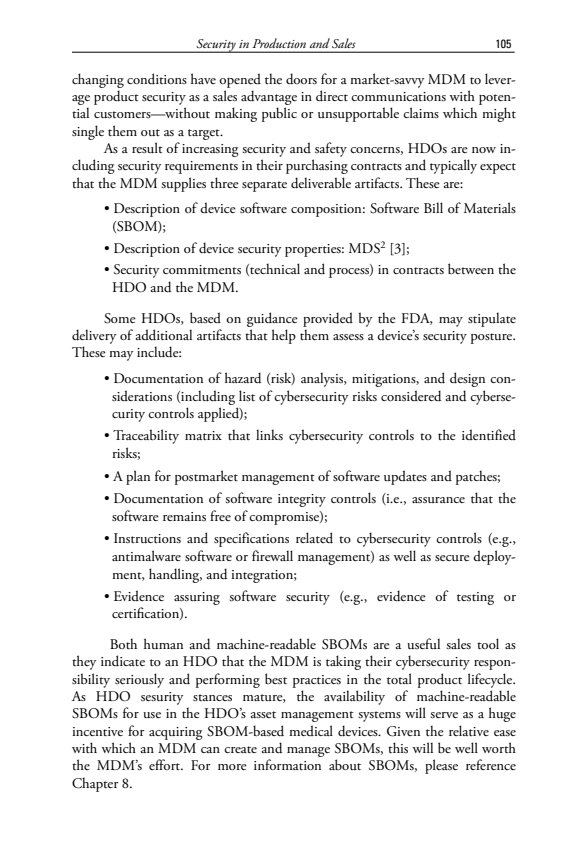 Security in Production and Sales 105
changing conditions have opened the doors for a market-savvy MDM to lever-
age product security as a sales advantage in direct communications with poten-
tial customers—without making public or unsupportable claims which might
single them out as a target.
As a result of increasing security and safety concerns, HDOs are now in-
cluding security requirements in their purchasing contracts and typically expect
that the MDM supplies three separate deliverable artifacts. These are:
• Description of device software composition: Software Bill of Materials
(SBOM);
• Description of device security properties: MDS² [3];
• Security commitments (technical and process) in contracts between the
HDO and the MDM.
Some HDOs, based on guidance provided by the FDA, may stipulate
delivery of additional artifacts that help them assess a device's security posture.
These may include:
• Documentation of hazard (risk) analysis, mitigations, and design con-
siderations (including list of cybersecurity risks considered and cyberse-
curity controls applied);
• Traceability matrix that links cybersecurity controls to the identified
risks;
• A plan for postmarket management of software updates and patches;
• Documentation of software integrity controls (i.e., assurance that the
software remains free of compromise);
• Instructions and specifications related to cybersecurity controls (e.g.,
antimalware software or firewall management) as well as secure deploy-
ment, handling, and integration;
• Evidence assuring software security (e.g., evidence of testing or
certification).
Both human and machine-readable SBOMs are a useful sales tool as
they indicate to an HDO that the MDM is taking their cybersecurity respon-
sibility seriously and performing best practices in the total product lifecycle.
As HDO sesurity stances mature, the availability of machine-readable
SBOMs for use in the HDO's asset management systems will serve as a huge
incentive for acquiring SBOM-based medical devices. Given the relative ease
with which an MDM can create and manage SBOMs, this will be well worth
the MDM's effort. For more information about SBOMs, please reference
Chapter 8.